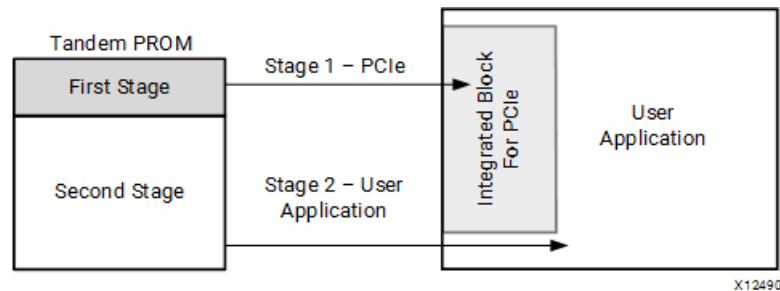 Tandem PROM
First Stage
Second Stage
Stage 1 – PCIe
Stage 2 – User
Application
Integrated Block
For PCIe
User
Application
X12490